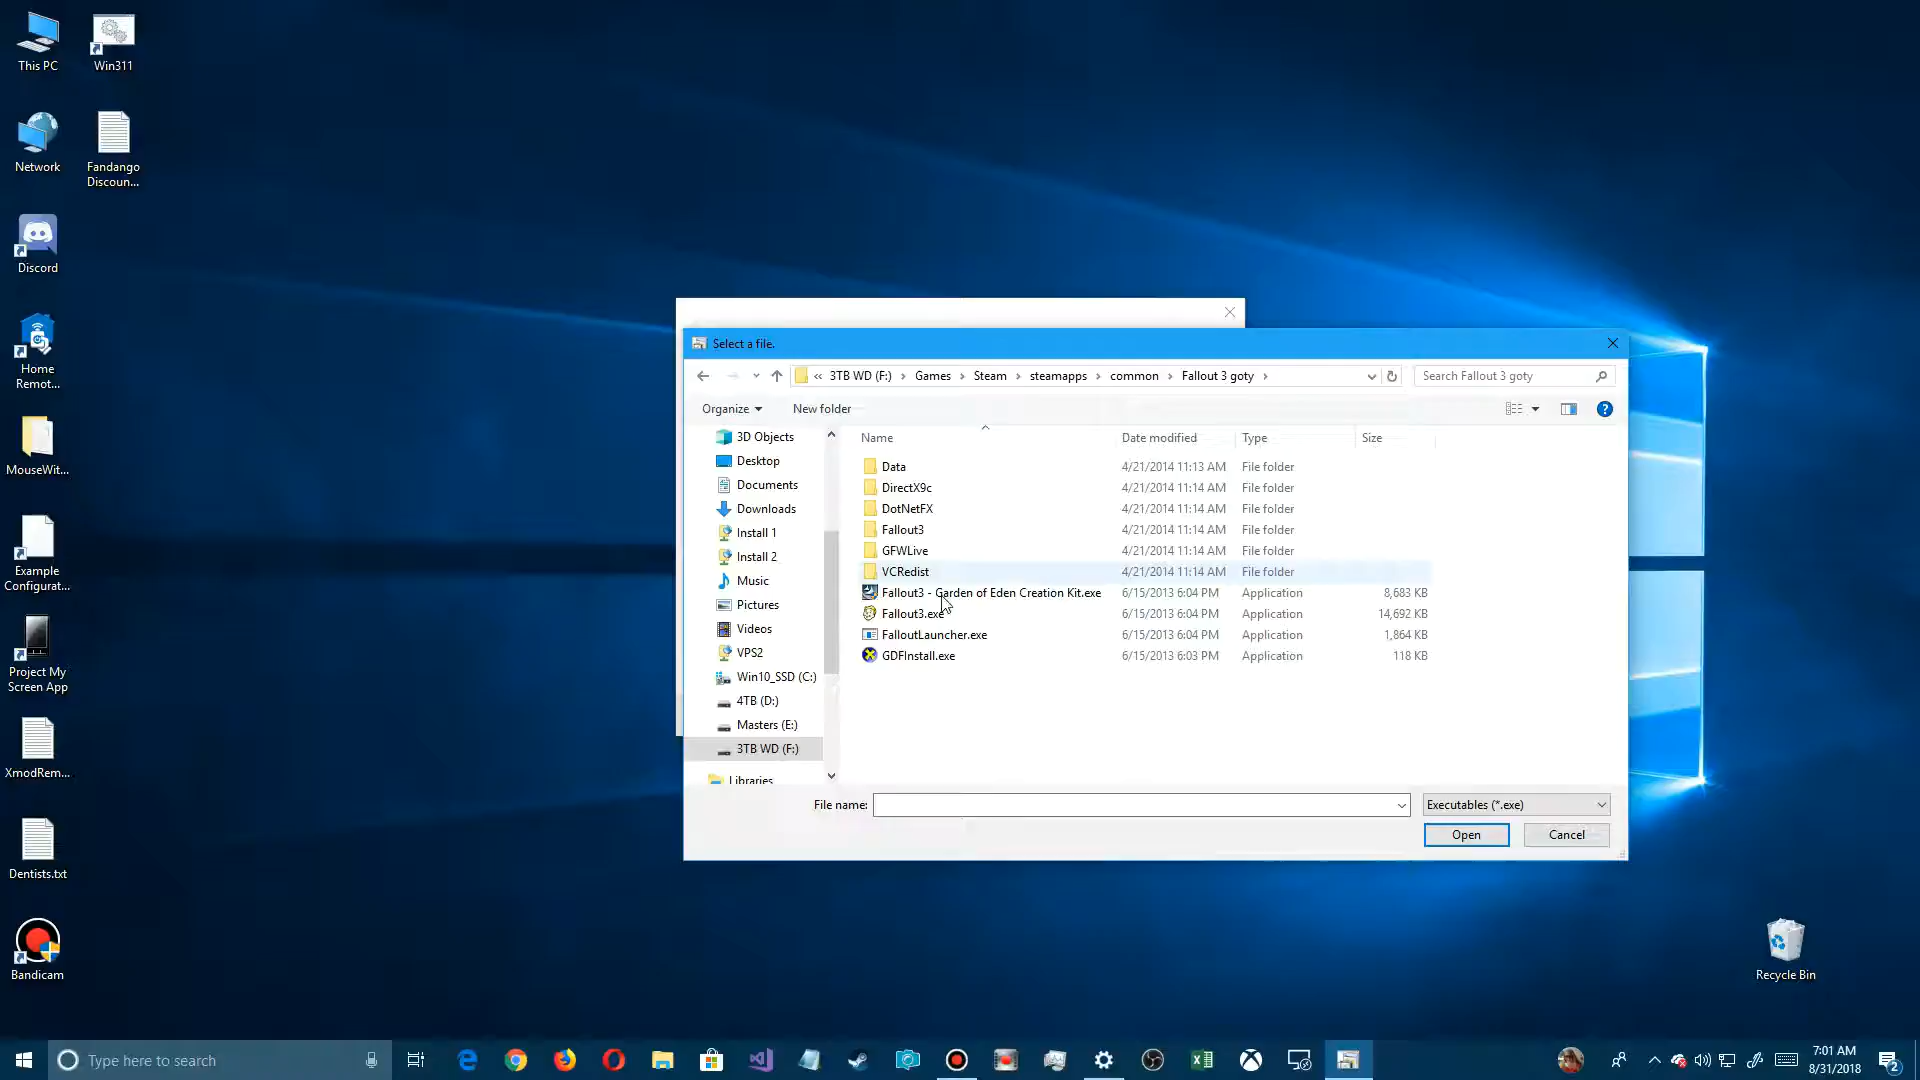 This PC
Win311
Network
Fandango
Discoun...
Discord
Home
Remot...
MouseWit...
Example
Configurat...
Project My
Screen App
XmodRem...
Dentists.txt
Bandicam
Recycle Bin
Select a file.
« 3TB WD (F:) › Games › Steam › steamapps › common › Fallout 3 goty ›
Search Fallout 3 goty
Organize
New folder
3D Objects
Desktop
Documents
Downloads
Install 1
Install 2
Music
Pictures
Videos
VPS2
Win10_SSD (C:)
4TB (D:)
Masters (E:)
3TB WD (F:)
Libraries
Name Date modified Type Size
Data 4/21/2014 11:13 AM File folder
DirectX9c 4/21/2014 11:14 AM File folder
DotNetFX 4/21/2014 11:14 AM File folder
Fallout3 4/21/2014 11:14 AM File folder
GFWLive 4/21/2014 11:14 AM File folder
VCRedist 4/21/2014 11:14 AM File folder
Fallout3 - Garden of Eden Creation Kit.exe 6/15/2013 6:04 PM Application 8,683 KB
Fallout3.exe 6/15/2013 6:04 PM Application 14,692 KB
FalloutLauncher.exe 6/15/2013 6:04 PM Application 1,864 KB
GDFInstall.exe 6/15/2013 6:03 PM Application 118 KB
File name:
Executables (*.exe)
Open
Cancel
Type here to search
7:01 AM
8/31/2018
2